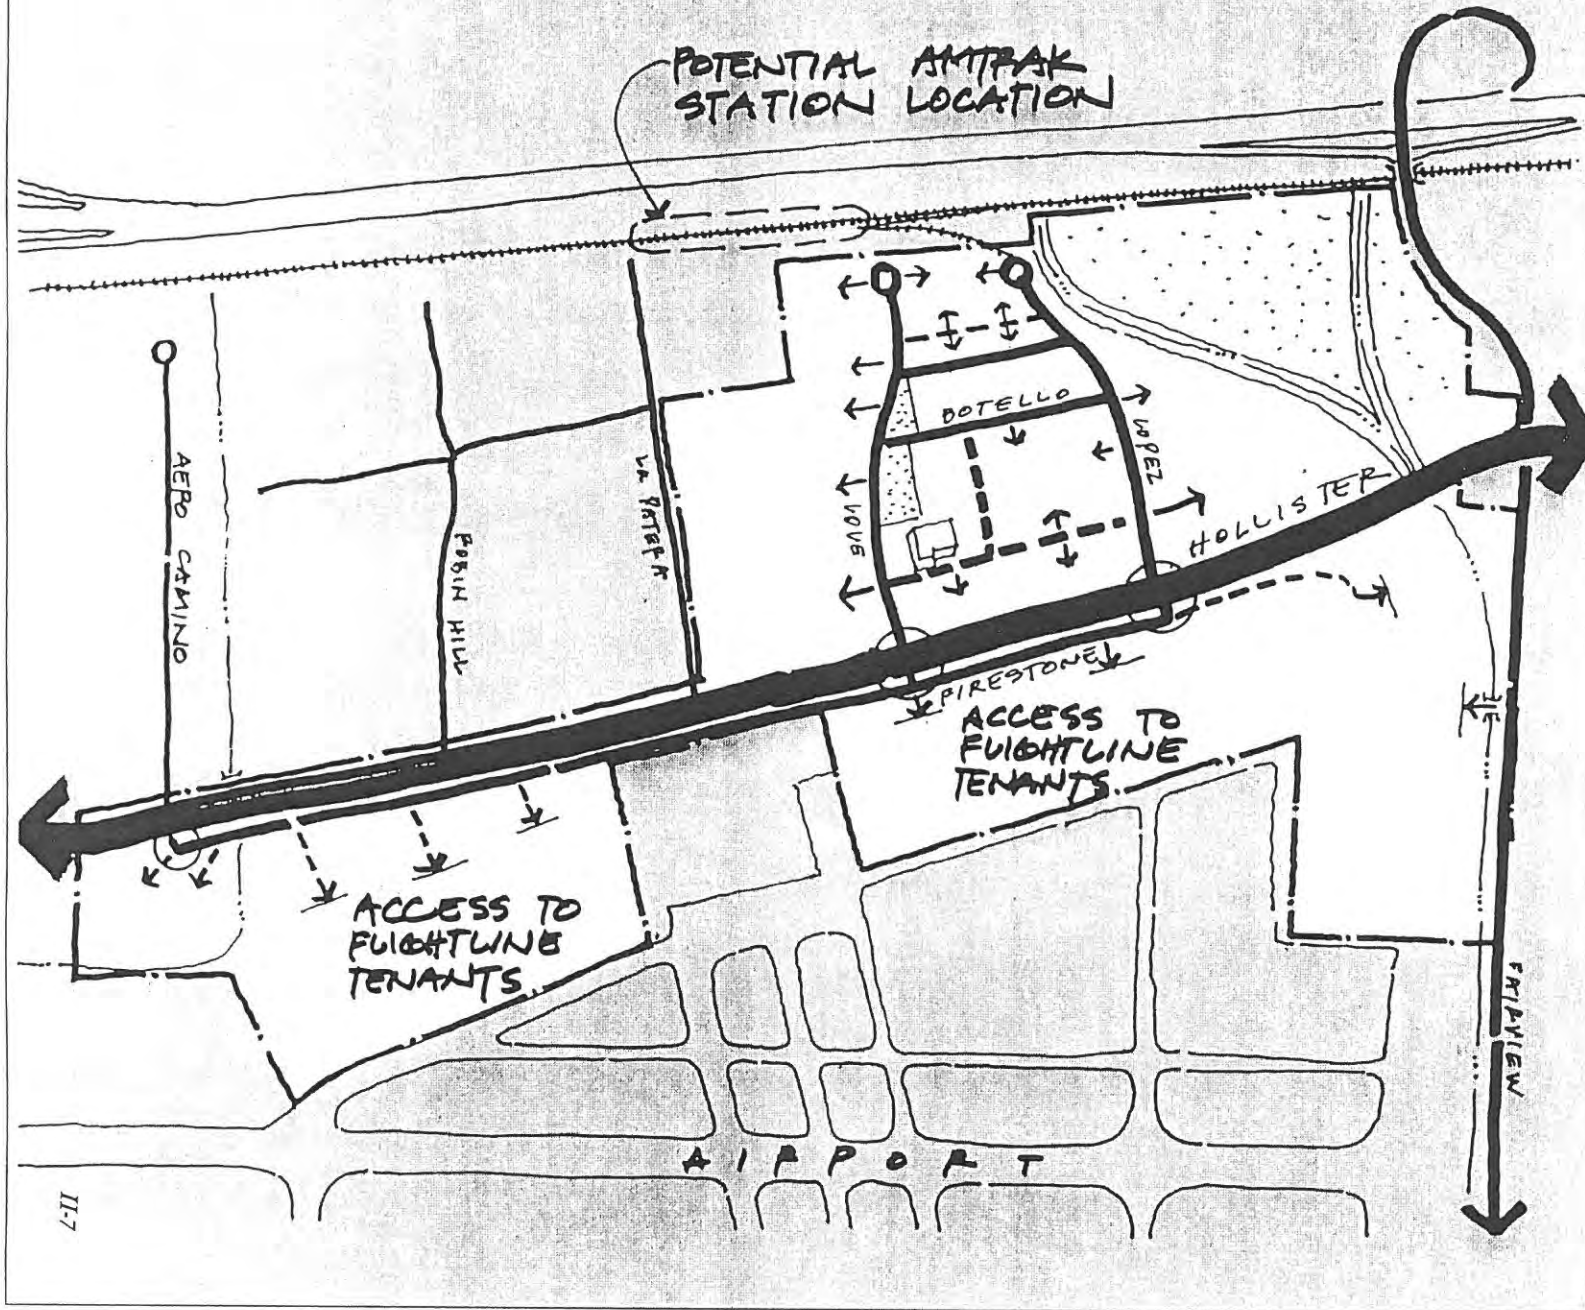 POTENTIAL AMTRAK
STATION LOCATION
AERO CAMINO
ROBIN HILL
LA PATERA
LOVE
BOTELLO
LOPEZ
HOLLISTER
FIRESTONE
ACCESS TO
FLIGHTLINE
TENANTS
ACCESS TO
FLIGHTLINE
TENANTS
FAIRVIEW
AIRPORT
II-7